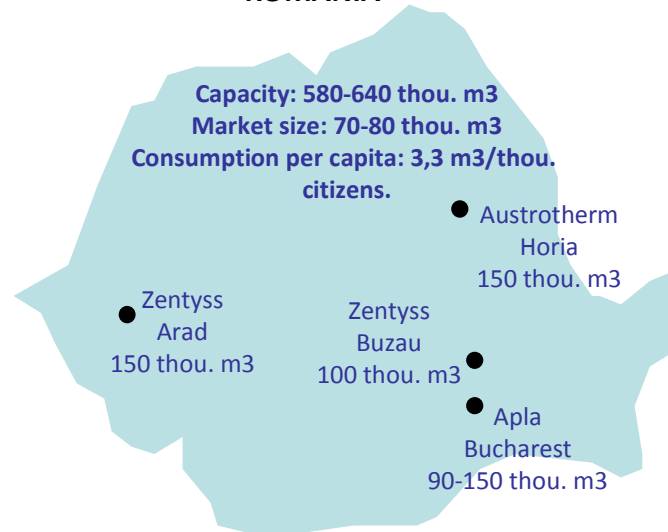 ROMANIA
Capacity: 580-640 thou. m3
Market size: 70-80 thou. m3
Consumption per capita: 3,3 m3/thou.
citizens.
Austrotherm
Horia
150 thou. m3
Zentyss
Arad
150 thou. m3
Zentyss
Buzau
100 thou. m3
Apla
Bucharest
90-150 thou. m3